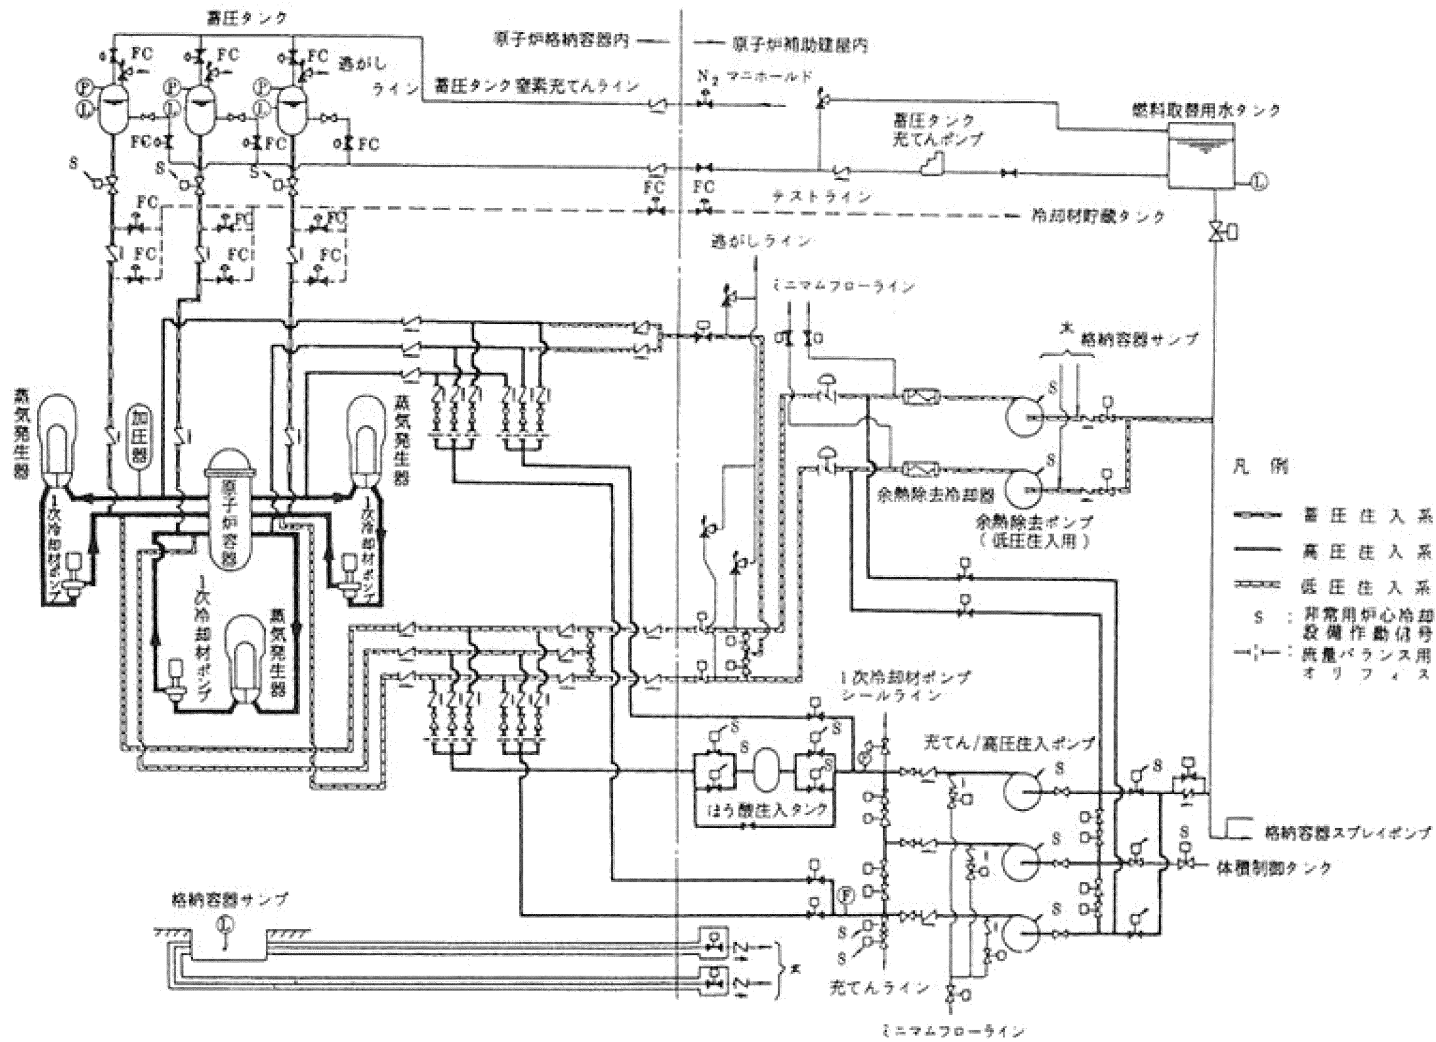 蓄圧タンク
原子炉格納容器内
原子炉補助建屋内
FC
FC
FC
逃がし
ライン
蓄圧タンク窒素充てんライン
N₂ マニホールド
P
P
P
L
L
L
燃料取替用水タンク
蓄圧タンク
充てんポンプ
FC
FC
FC
S
S
S
L
FC
FC
テストライン
冷却材貯蔵タンク
FC
FC
FC
FC
FC
FC
逃がしライン
ミニマムフローライン
格納容器サンプ
蒸気発生器
加圧器
蒸気発生器
S
原子炉容器
S
余熱除去冷却器
余熱除去ポンプ
(低圧注入用)
1次冷却材ポンプ
1次冷却材ポンプ
1次冷却材ポンプ
蒸気発生器
凡例
蓄圧注入系
高圧注入系
低圧注入系
S : 非常用炉心冷却
設備作動信号
: 流量バランス用
オリフィス
1次冷却材ポンプ
シールライン
S
S
S
S
充てん/高圧注入ポンプ
F
S
S
ほう酸注入タンク
S
S
格納容器スプレイポンプ
体積制御タンク
格納容器サンプ
L
F
S
S
S
充てんライン
ミニマムフローライン